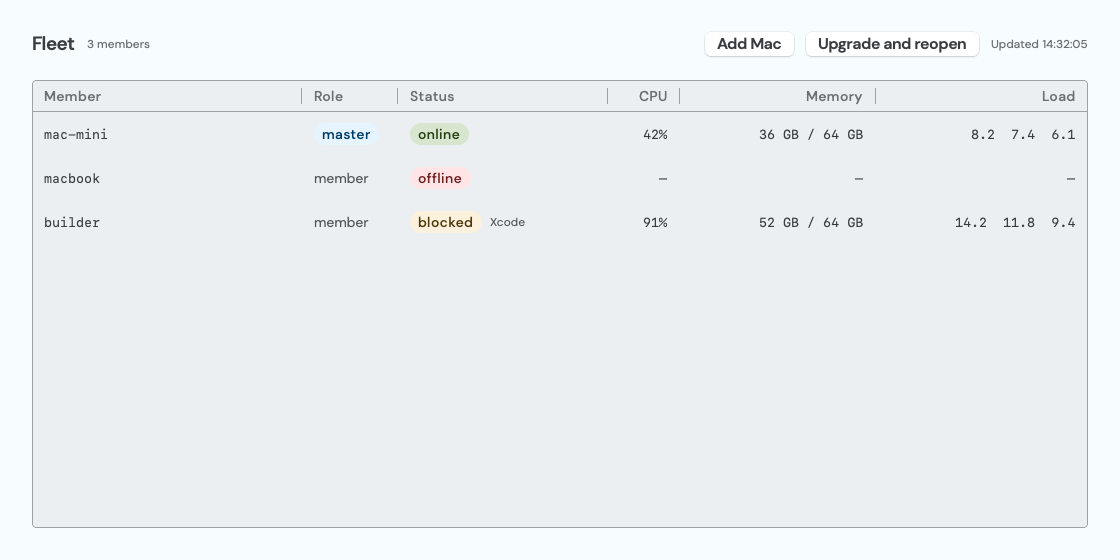 Fleet 3 members Add Mac Upgrade and reopen Updated 14:32:05
Member Role Status CPU Memory Load
mac-mini master online 42% 36 GB / 64 GB 8.2 7.4 6.1
macbook member offline — — —
builder member blocked Xcode 91% 52 GB / 64 GB 14.2 11.8 9.4